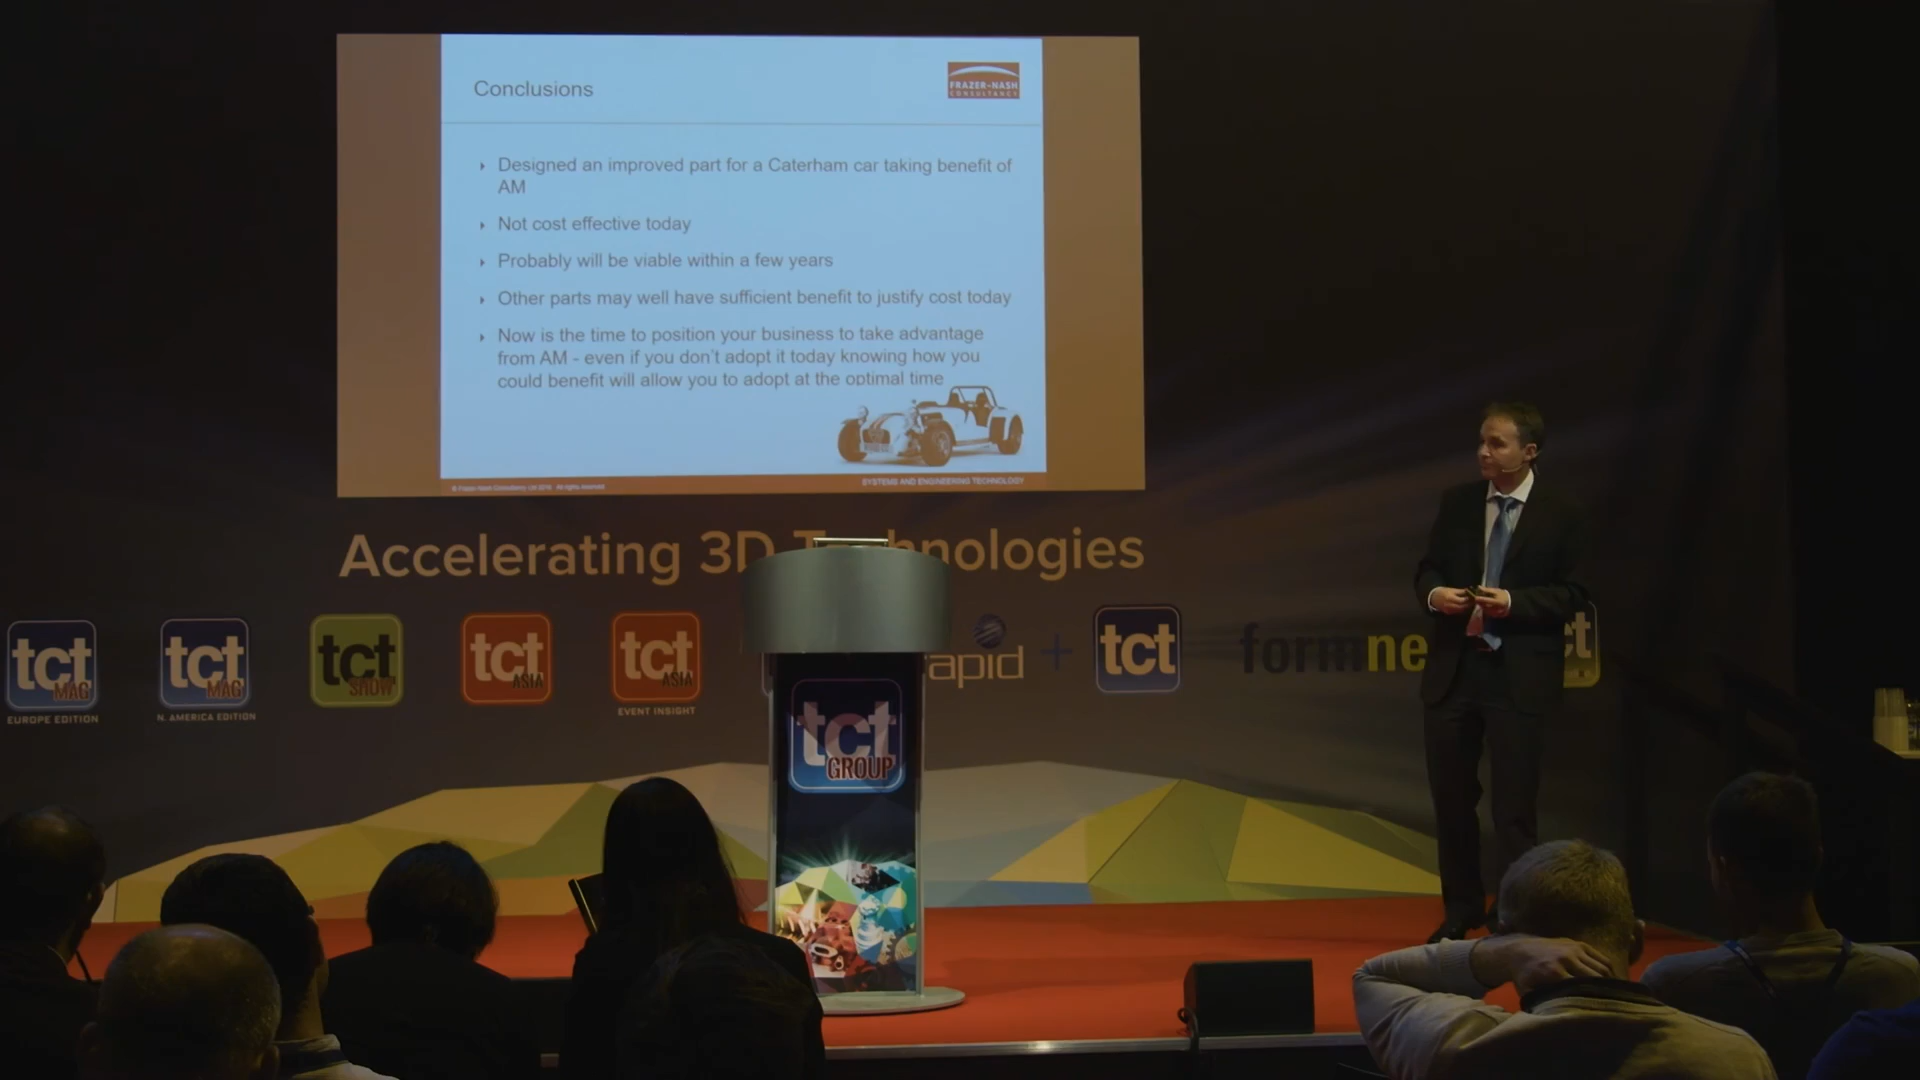 Conclusions
FRAZER-NASH
CONSULTANCY
Designed an improved part for a Caterham car taking benefit of
AM
Not cost effective today
Probably will be viable within a few years
Other parts may well have sufficient benefit to justify cost today
Now is the time to position your business to take advantage
from AM - even if you don't adopt it today knowing how you
could benefit will allow you to adopt at the optimal time
SYSTEMS AND ENGINEERING TECHNOLOGY
Accelerating 3D T hnologies
tct MAG
EUROPE EDITION
tct MAG
N. AMERICA EDITION
tct SHOW
tct ASIA
tct ASIA
EVENT INSIGHT
apid + tct
formne
ct
tct
GROUP